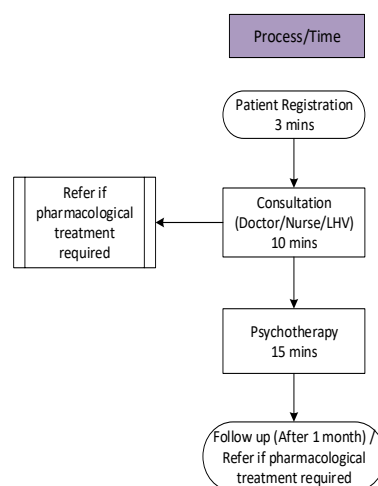 Process/Time
Patient Registration
3 mins
Refer if
pharmacological
treatment
required
Consultation
(Doctor/Nurse/LHV)
10 mins
Psychotherapy
15 mins
Follow up (After 1 month) /
Refer if pharmacological
treatment required